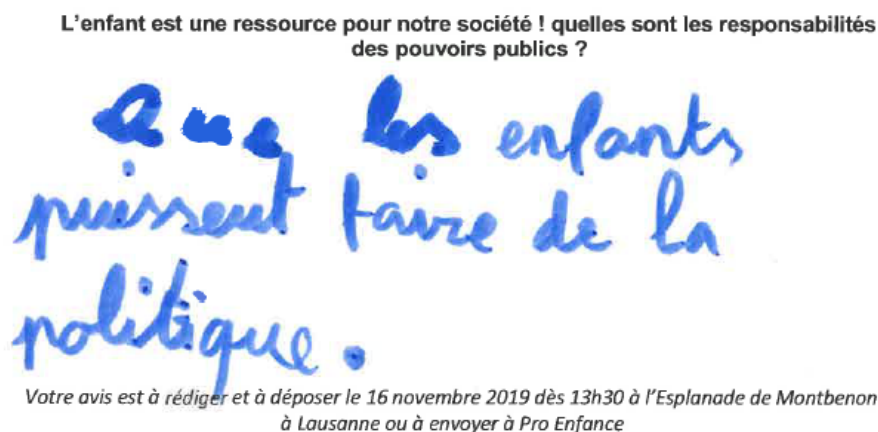 L'enfant est une ressource pour notre société ! quelles sont les responsabilités
des pouvoirs publics ?
Que les enfants
puissent faire de la
politique.
Votre avis est à rédiger et à déposer le 16 novembre 2019 dès 13h30 à l'Esplanade de Montbenon
à Lausanne ou à envoyer à Pro Enfance